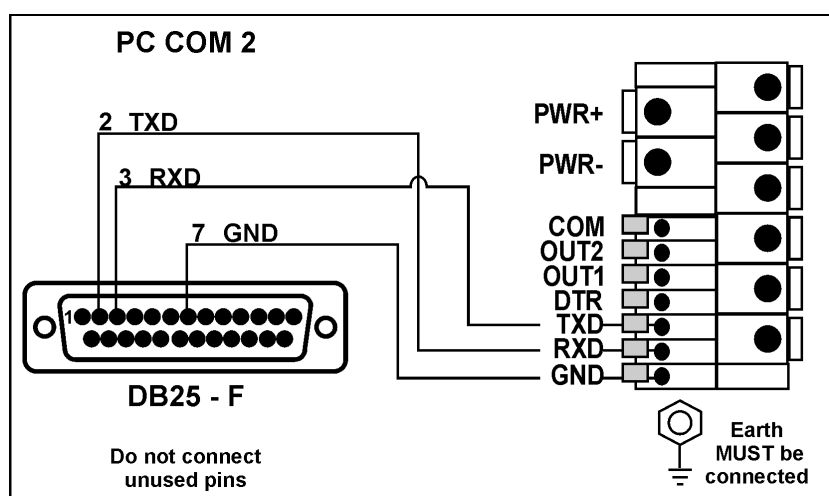 PC COM 2
2 TXD
3 RXD
7 GND
1
DB25 - F
Do not connect
unused pins
PWR+
PWR-
COM
OUT2
OUT1
DTR
TXD
RXD
GND
Earth
MUST be
connected